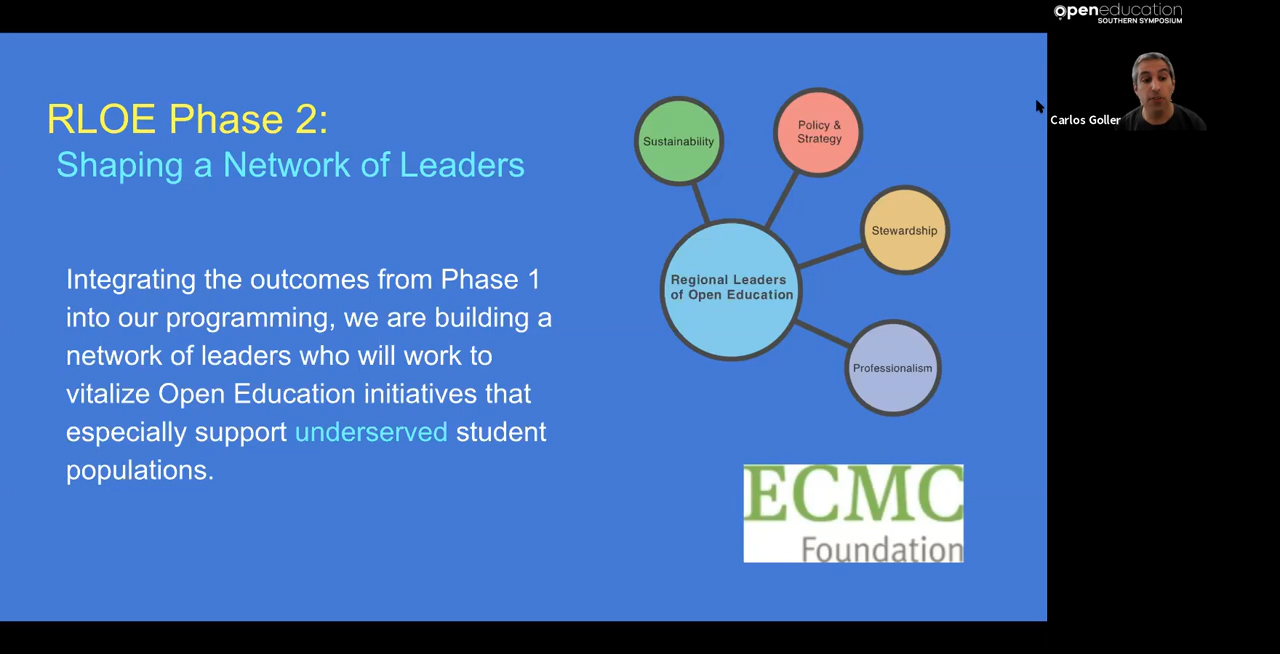 RLOE Phase 2:
Shaping a Network of Leaders
Integrating the outcomes from Phase 1
into our programming, we are building a
network of leaders who will work to
vitalize Open Education initiatives that
especially support underserved student
populations.
Sustainability
Policy &
Strategy
Stewardship
Regional Leaders
of Open Education
Professionalism
ECMC
Foundation
openeducation
SOUTHERN SYMPOSIUM
Carlos Goller